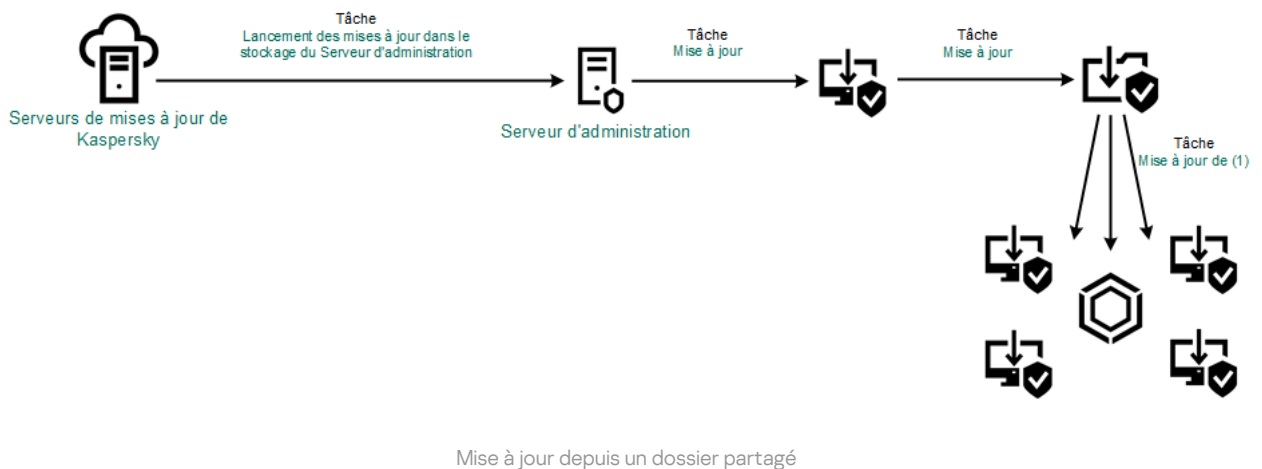 Tâche
Lancement des mises à jour dans le
stockage du Serveur d'administration
Tâche
Mise à jour
Tâche
Mise à jour
Serveurs de mises à jour de
Kaspersky
Serveur d'administration
Tâche
Mise à jour de (1)
Mise à jour depuis un dossier partagé